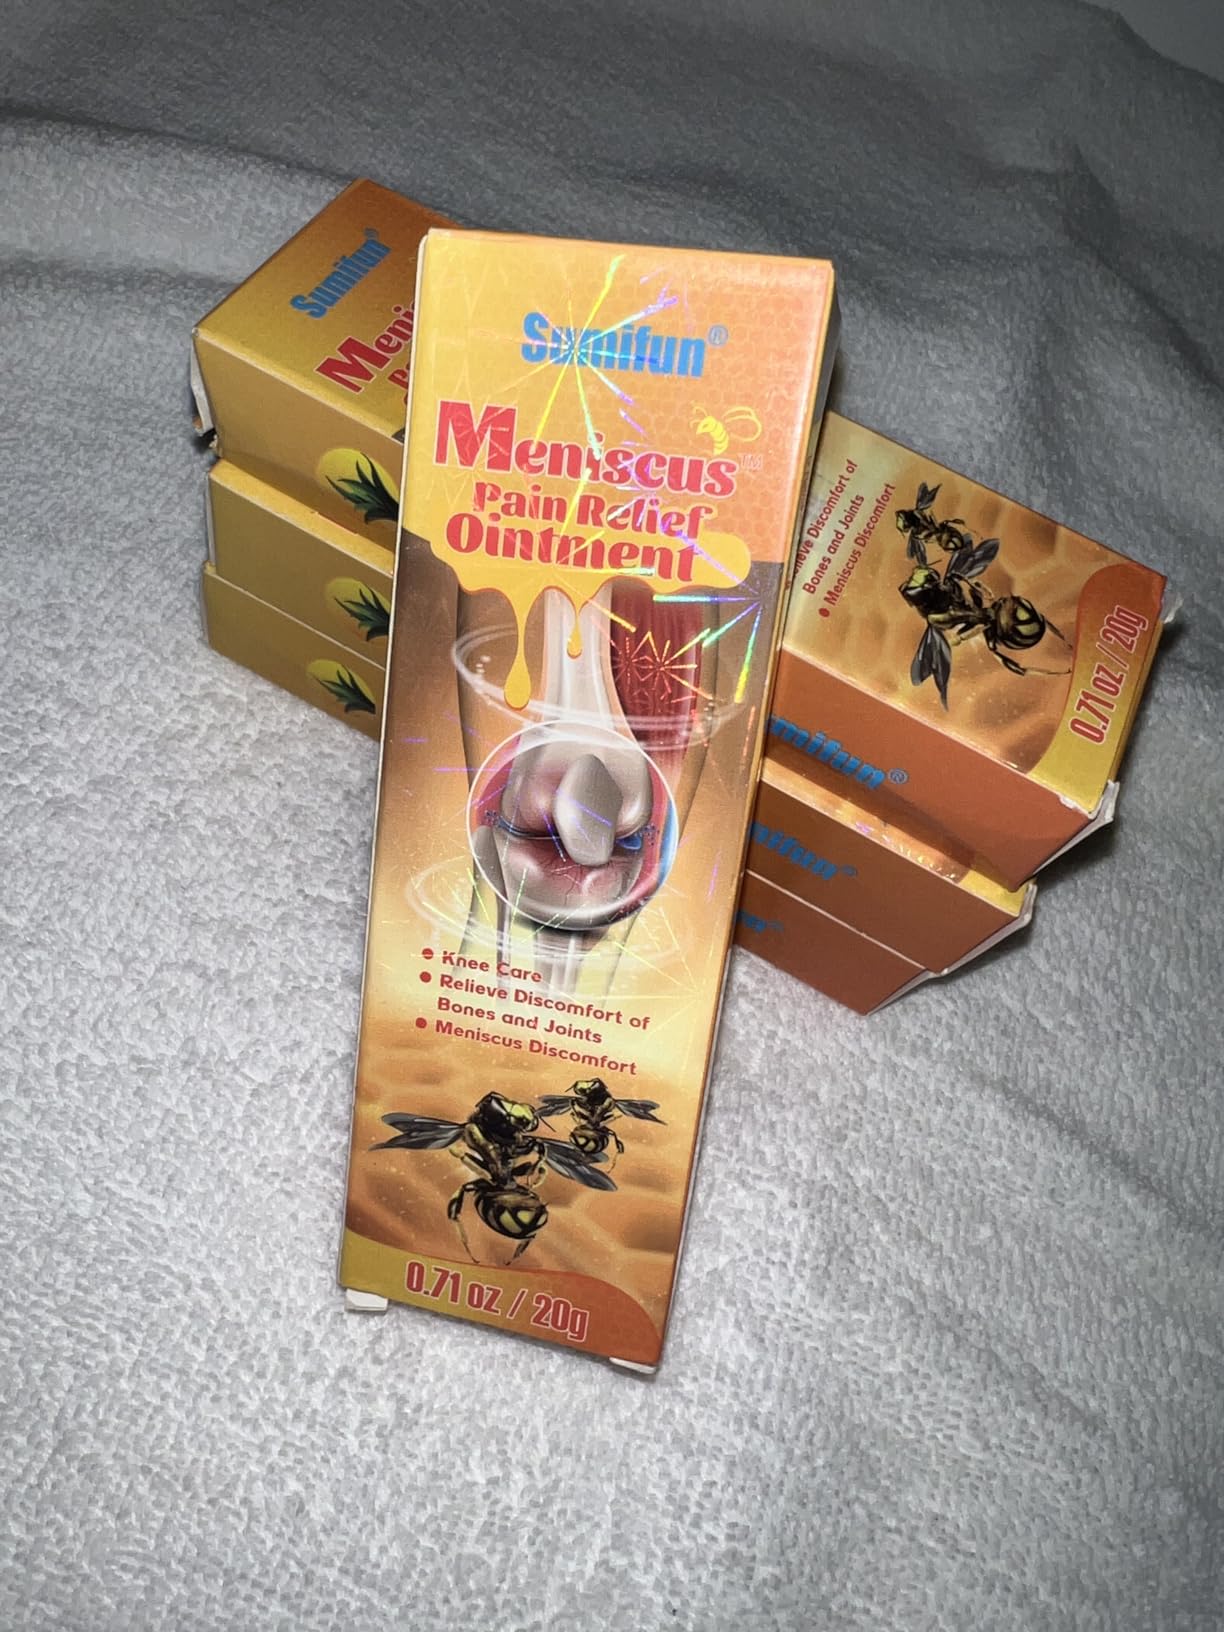 Sumifun®
Meniscus™
Pain Relief
Ointment
● Knee Care
● Relieve Discomfort of
Bones and Joints
● Meniscus Discomfort
0.71 oz / 20g
Sumifun®
Discomfort of
Bones and Joints
● Meniscus Discomfort
0.71 oz / 20g